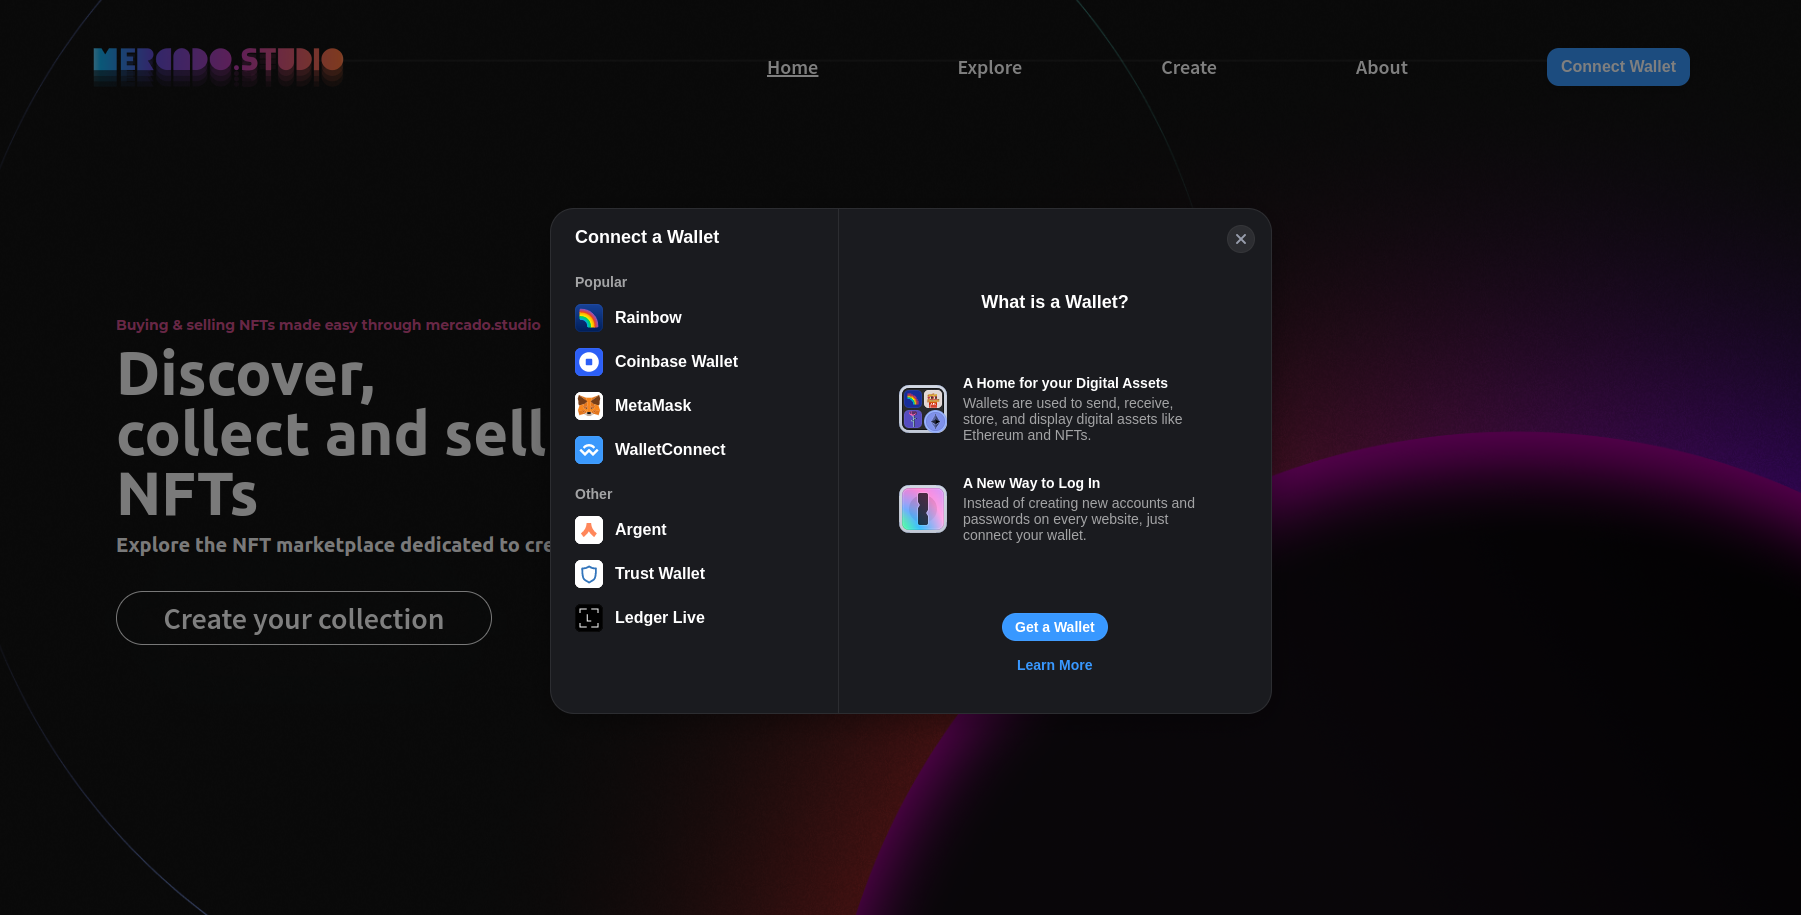 MERCADO.STUDIO
Home
Explore
Create
About
Connect Wallet
Buying & selling NFTs made easy through mercado.studio
Discover,
collect and sell
NFTs
Explore the NFT marketplace dedicated to cre
Create your collection
Connect a Wallet
Popular
Rainbow
Coinbase Wallet
MetaMask
WalletConnect
Other
Argent
Trust Wallet
Ledger Live
What is a Wallet?
A Home for your Digital Assets
Wallets are used to send, receive,
store, and display digital assets like
Ethereum and NFTs.
A New Way to Log In
Instead of creating new accounts and
passwords on every website, just
connect your wallet.
Get a Wallet
Learn More